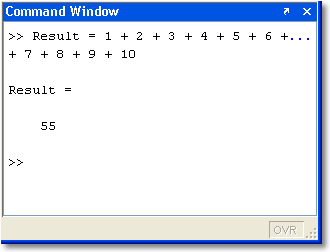 Command Window
>> Result = 1 + 2 + 3 + 4 + 5 + 6 +...
+ 7 + 8 + 9 + 10
Result =
55
>>
OVR